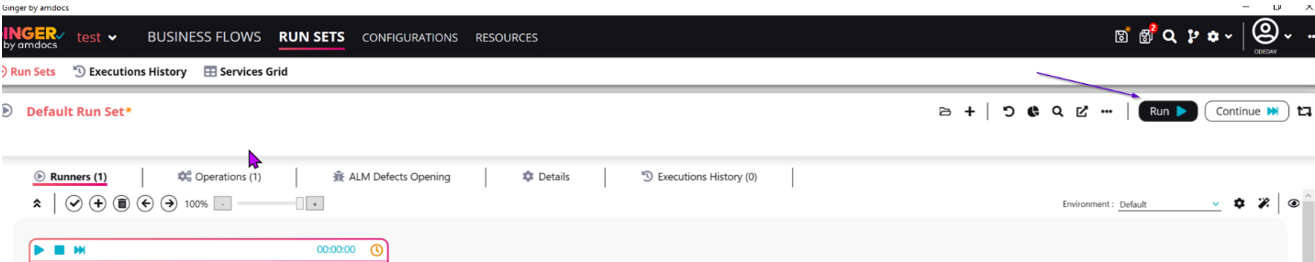 Ginger by amdocs
INGER by amdocs test BUSINESS FLOWS RUN SETS CONFIGURATIONS RESOURCES 2 ODEDAV
Run Sets Executions History Services Grid
Default Run Set* Run Continue
Runners (1) Operations (1) ALM Defects Opening Details Executions History (0)
100% - + Environment : Default
00:00:00